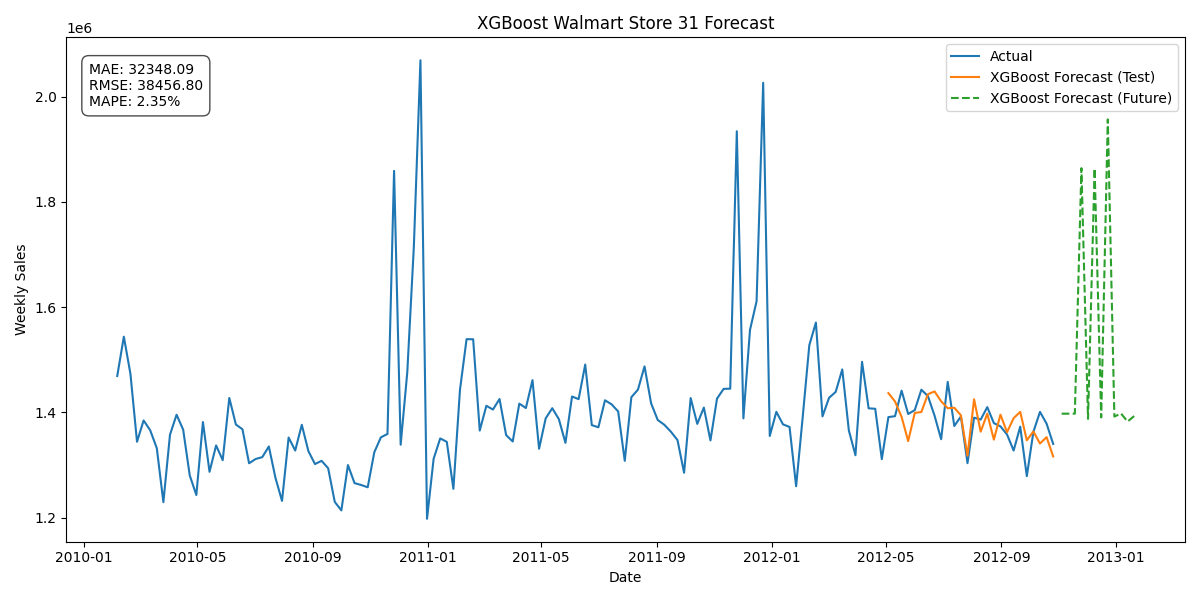 XGBoost Walmart Store 31 Forecast
1e6
MAE: 32348.09
RMSE: 38456.80
MAPE: 2.35%
Actual
XGBoost Forecast (Test)
XGBoost Forecast (Future)
2.0
1.8
1.6
1.4
1.2
Weekly Sales
2010-01 2010-05 2010-09 2011-01 2011-05 2011-09 2012-01 2012-05 2012-09 2013-01
Date